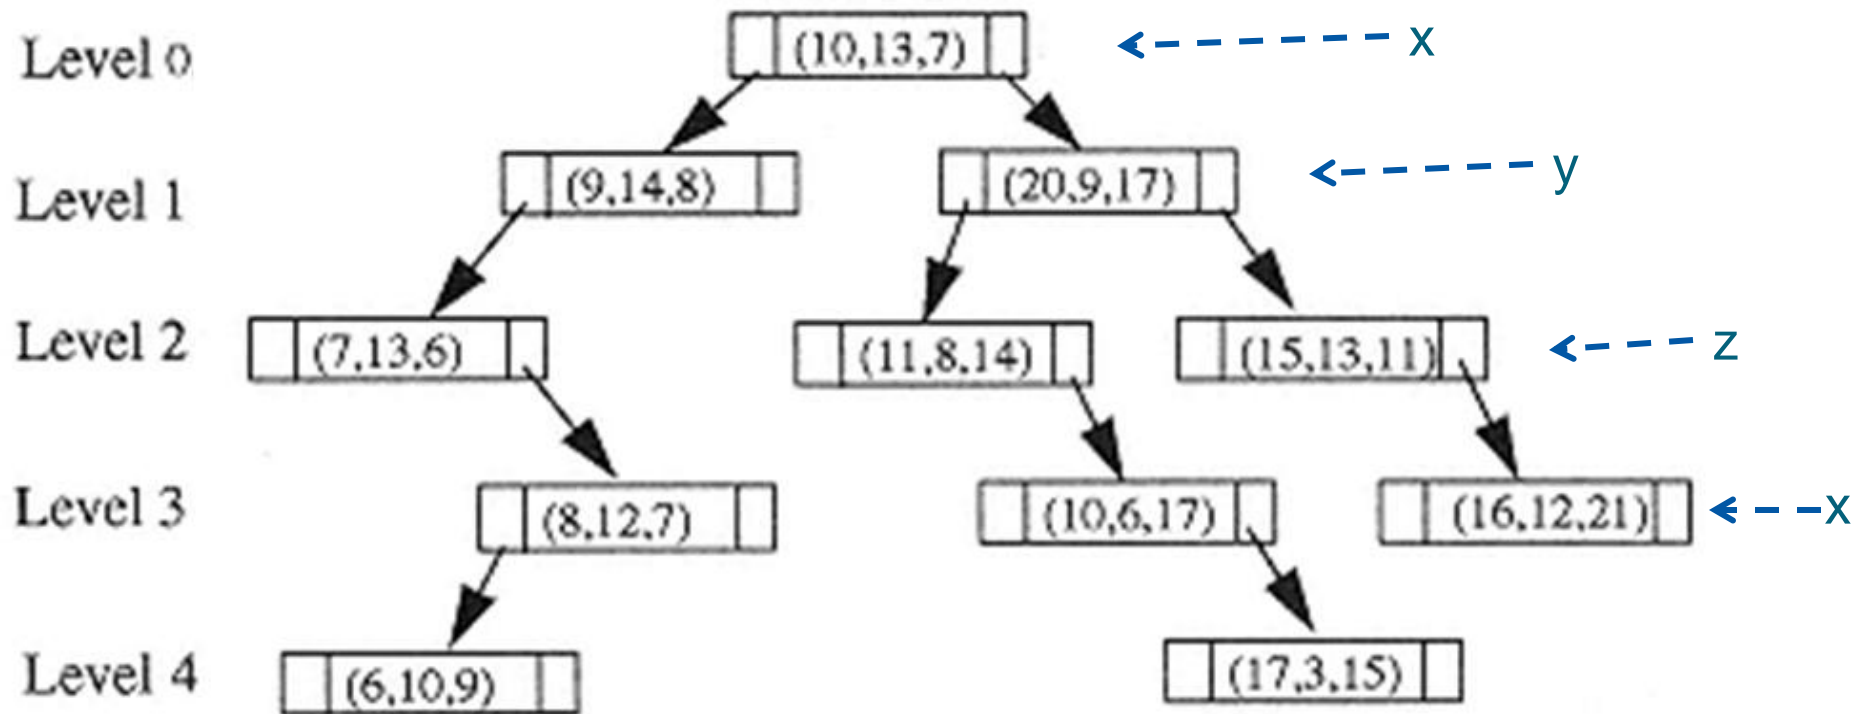 Level 0 (10,13,7) x
Level 1 (9,14,8) (20,9,17) y
Level 2 (7,13,6) (11,8,14) (15,13,11) z
Level 3 (8,12,7) (10,6,17) (16,12,21) x
Level 4 (6,10,9) (17,3,15)